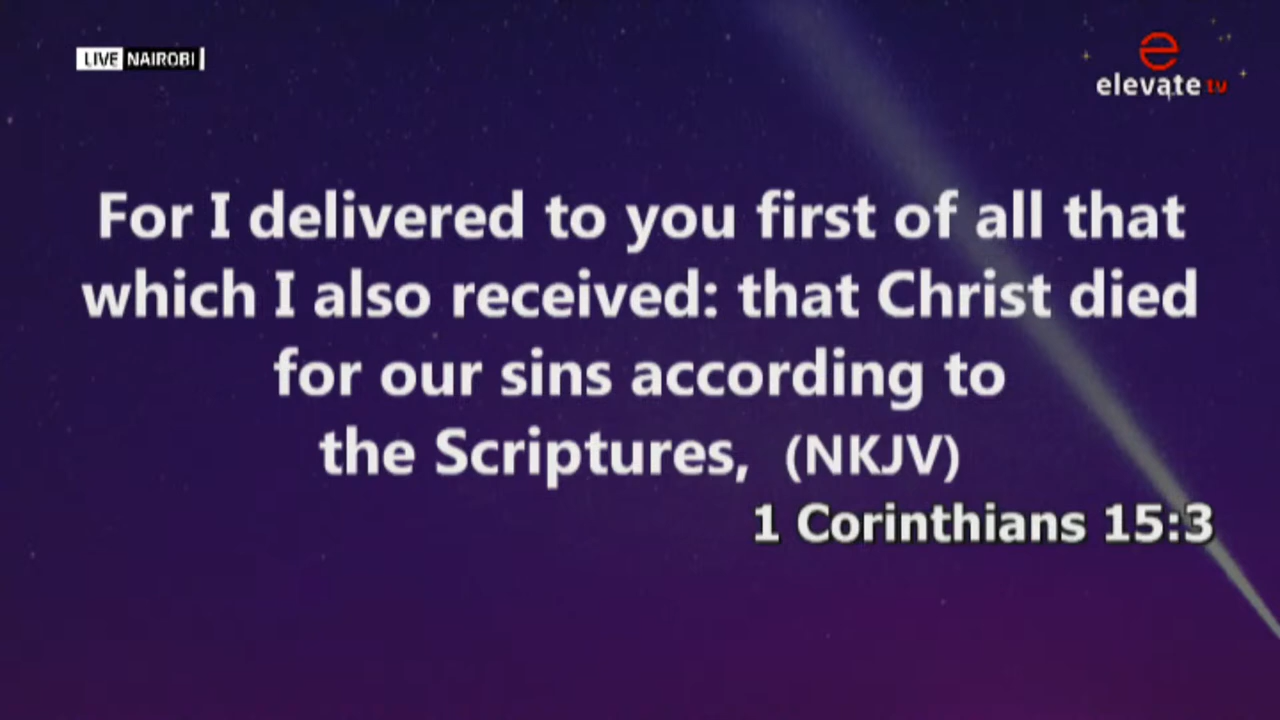 LIVE NAIROBI
e
elevate tv
For I delivered to you first of all that
which I also received: that Christ died
for our sins according to
the Scriptures, (NKJV)
1 Corinthians 15:3